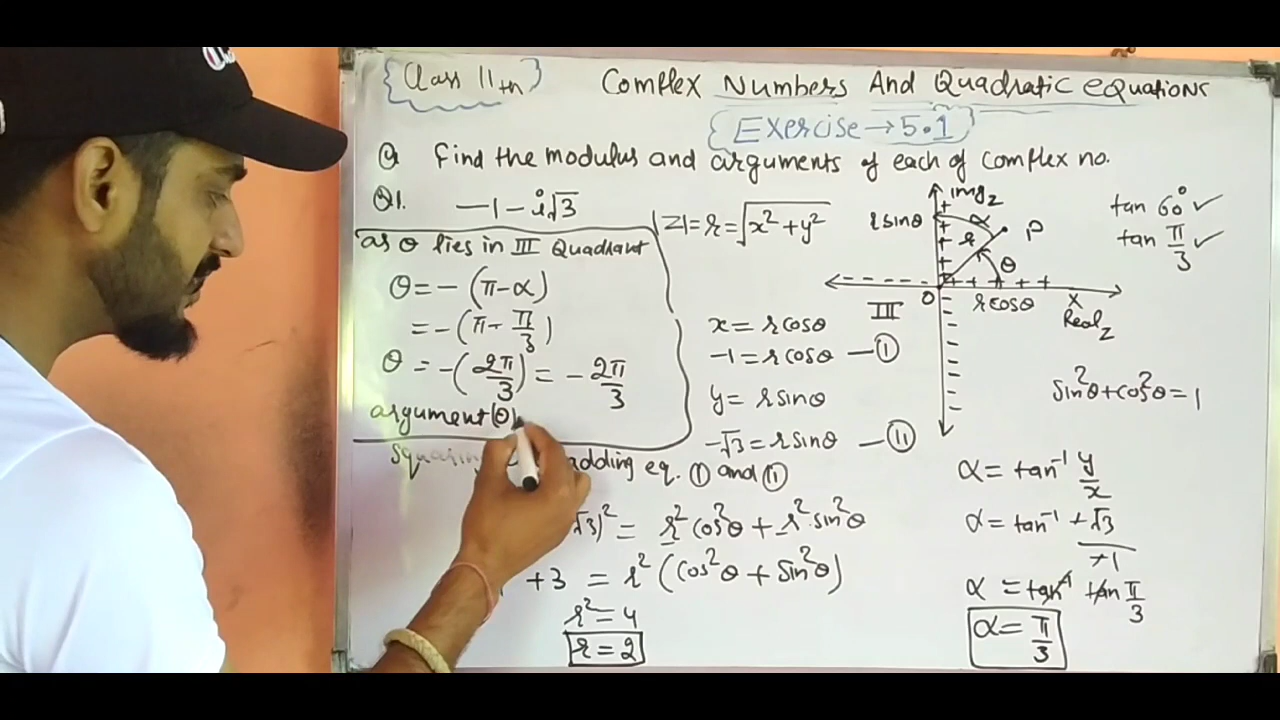 Class 11th
Complex Numbers And Quadratic equations
Exercise → 5.1
Q Find the modulus and arguments of each of complex no.
Q1. -1 - i√3
as θ lies in III Quadrant
θ = - (π - α)
= - (π - π/3)
θ = - (2π/3) = - 2π/3
argument(θ)
|z| = r = √x² + y²
x = r cosθ
-1 = r cosθ — (I)
y = r sinθ
-√3 = r sinθ — (II)
adding eq. (I) and (II)
√3)² = r² cos²θ + r² sin²θ
+3 = r² (cos²θ + sin²θ)
r² = 4
r = 2
Img z
r sinθ
α
r
P
θ
0
r cosθ
X
Real z
III
tan 60° ✓
tan π/3 ✓
sin²θ + cos²θ = 1
α = tan⁻¹ y/x
α = tan⁻¹ +√3/+1
α = tan⁻¹ tan π/3
α = π/3